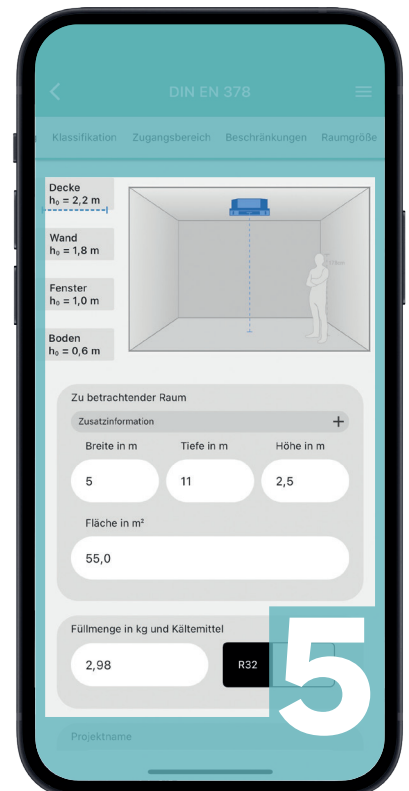 DIN EN 378
Klassifikation Zugangsbereich Beschränkungen Raumgröße
Decke
h₀ = 2,2 m
Wand
h₀ = 1,8 m
Fenster
h₀ = 1,0 m
Boden
h₀ = 0,6 m
Zu betrachtender Raum
Zusatzinformation +
Breite in m Tiefe in m Höhe in m
5 11 2,5
Fläche in m²
55,0
Füllmenge in kg und Kältemittel
2,98 R32
5
Projektname